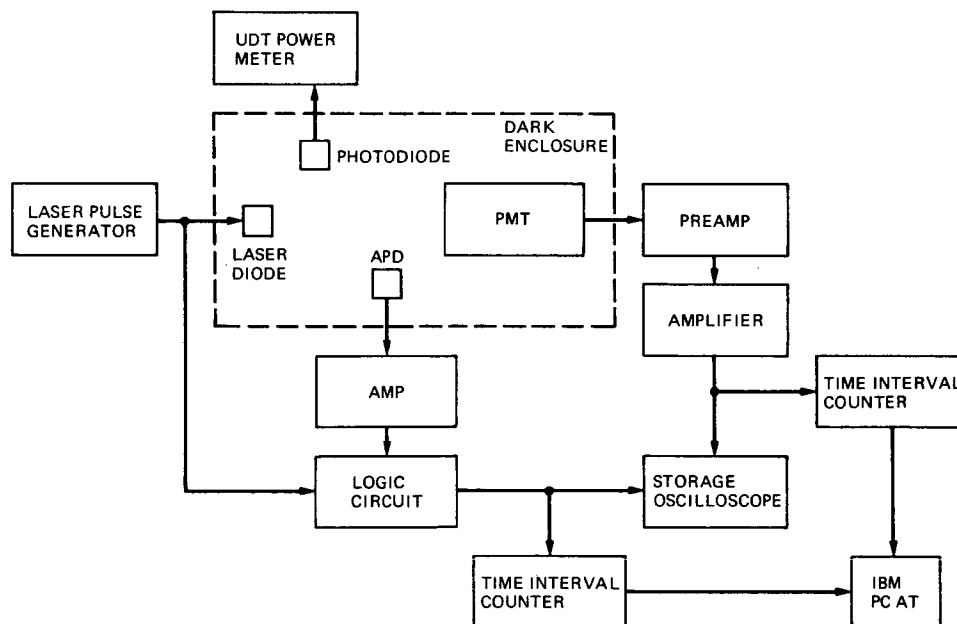 UDT POWER
METER
DARK
ENCLOSURE
PHOTODIODE
LASER PULSE
GENERATOR
LASER
DIODE
PMT
PREAMP
APD
AMPLIFIER
AMP
TIME INTERVAL
COUNTER
LOGIC
CIRCUIT
STORAGE
OSCILLOSCOPE
TIME INTERVAL
COUNTER
IBM
PC AT